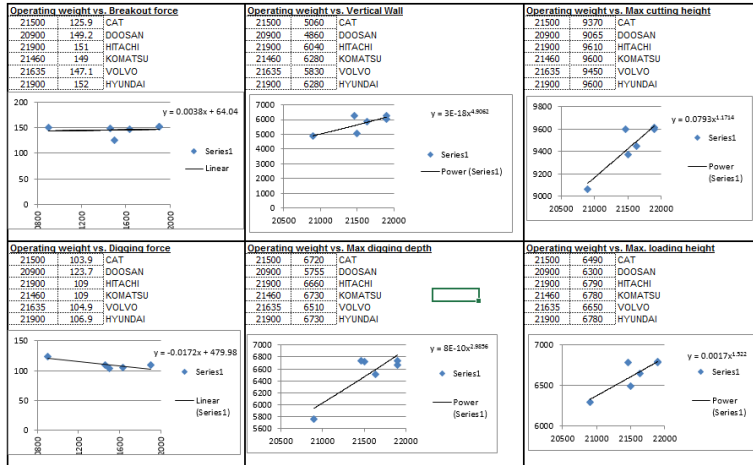 Operating weight vs. Breakout force
21500 125.9 CAT
20900 149.2 DOOSAN
21900 151 HITACHI
21460 149 KOMATSU
21635 147.1 VOLVO
21900 152 HYUNDAI
200
150
100
50
0
y = 0.0038x + 64.04
Series1
Linear
0800
1200
1600
2000
Operating weight vs. Vertical Wall
21500 5060 CAT
20900 4860 DOOSAN
21900 6040 HITACHI
21460 6280 KOMATSU
21635 5830 VOLVO
21900 6280 HYUNDAI
7000
6000
5000
4000
3000
2000
1000
0
y = 3E-18x^4.9062
Series1
Power (Series1)
20500 21000 21500 22000
Operating weight vs. Max cutting height
21500 9370 CAT
20900 9065 DOOSAN
21900 9610 HITACHI
21460 9600 KOMATSU
21635 9450 VOLVO
21900 9600 HYUNDAI
9800
9600
9400
9200
9000
y = 0.0793x^1.1714
Series1
Power
(Series1)
20500 21000 21500 22000
Operating weight vs. Digging force
21500 103.9 CAT
20900 123.7 DOOSAN
21900 109 HITACHI
21460 109 KOMATSU
21635 104.9 VOLVO
21900 106.9 HYUNDAI
150
100
50
0
y = -0.0172x + 479.98
Series1
Linear
(Series1)
0800
1200
1600
2000
Operating weight vs. Max digging depth
21500 6720 CAT
20900 5755 DOOSAN
21900 6660 HITACHI
21460 6730 KOMATSU
21635 6510 VOLVO
21900 6730 HYUNDAI
7000
6800
6600
6400
6200
6000
5800
5600
y = 8E-10x^2.9856
Series1
Power
(Series1)
20500 21000 21500 22000
Operating weight vs. Max. loading height
21500 6490 CAT
20900 6300 DOOSAN
21900 6790 HITACHI
21460 6780 KOMATSU
21635 6650 VOLVO
21900 6780 HYUNDAI
7000
6500
6000
y = 0.0017x^1.522
Series1
Power
(Series1)
20500 21000 21500 22000